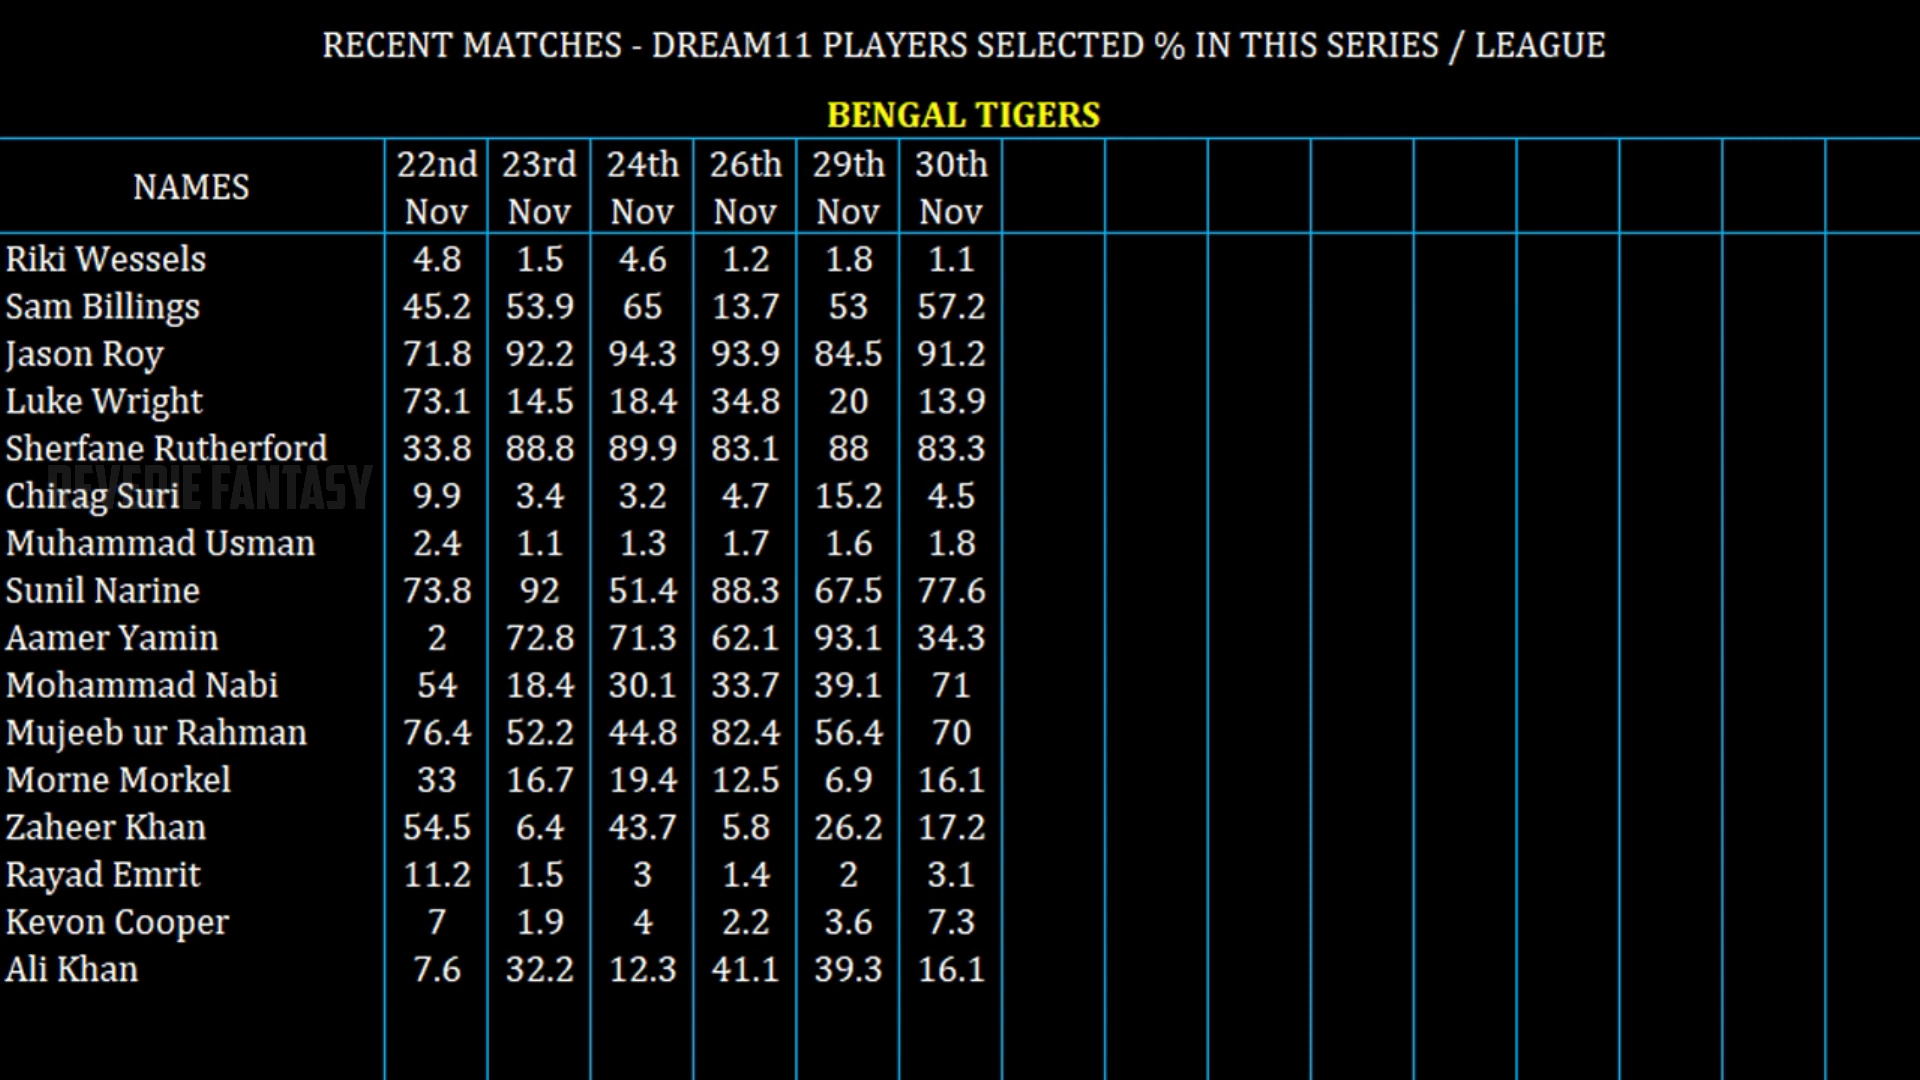 RECENT MATCHES - DREAM11 PLAYERS SELECTED % IN THIS SERIES / LEAGUE
BENGAL TIGERS
NAMES 22nd Nov 23rd Nov 24th Nov 26th Nov 29th Nov 30th Nov
Riki Wessels 4.8 1.5 4.6 1.2 1.8 1.1
Sam Billings 45.2 53.9 65 13.7 53 57.2
Jason Roy 71.8 92.2 94.3 93.9 84.5 91.2
Luke Wright 73.1 14.5 18.4 34.8 20 13.9
Sherfane Rutherford 33.8 88.8 89.9 83.1 88 83.3
Chirag Suri 9.9 3.4 3.2 4.7 15.2 4.5
Muhammad Usman 2.4 1.1 1.3 1.7 1.6 1.8
Sunil Narine 73.8 92 51.4 88.3 67.5 77.6
Aamer Yamin 2 72.8 71.3 62.1 93.1 34.3
Mohammad Nabi 54 18.4 30.1 33.7 39.1 71
Mujeeb ur Rahman 76.4 52.2 44.8 82.4 56.4 70
Morne Morkel 33 16.7 19.4 12.5 6.9 16.1
Zaheer Khan 54.5 6.4 43.7 5.8 26.2 17.2
Rayad Emrit 11.2 1.5 3 1.4 2 3.1
Kevon Cooper 7 1.9 4 2.2 3.6 7.3
Ali Khan 7.6 32.2 12.3 41.1 39.3 16.1
FANTASY